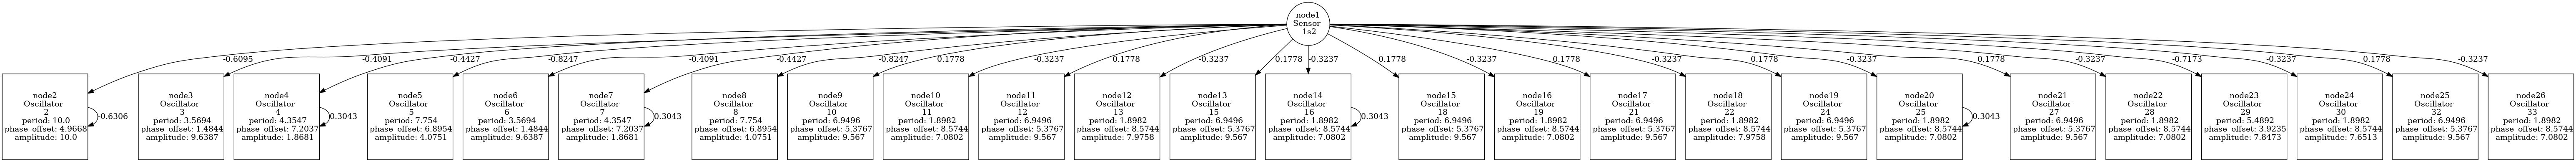 node1
Sensor
1s2
-0.6095
-0.4091
-0.4427
-0.8247
-0.4091
-0.4427
-0.8247
0.1778
-0.3237
0.1778
-0.3237
0.1778
-0.3237
0.1778
-0.3237
0.1778
-0.3237
0.1778
-0.3237
0.1778
-0.3237
-0.7173
-0.3237
0.1778
-0.3237
node2
Oscillator
2
period: 10.0
phase_offset: 4.9668
amplitude: 10.0
-0.6306
node3
Oscillator
3
period: 3.5694
phase_offset: 1.4844
amplitude: 9.6387
node4
Oscillator
4
period: 4.3547
phase_offset: 7.2037
amplitude: 1.8681
0.3043
node5
Oscillator
5
period: 7.754
phase_offset: 6.8954
amplitude: 4.0751
node6
Oscillator
6
period: 3.5694
phase_offset: 1.4844
amplitude: 9.6387
node7
Oscillator
7
period: 4.3547
phase_offset: 7.2037
amplitude: 1.8681
0.3043
node8
Oscillator
8
period: 7.754
phase_offset: 6.8954
amplitude: 4.0751
node9
Oscillator
10
period: 6.9496
phase_offset: 5.3767
amplitude: 9.567
node10
Oscillator
11
period: 1.8982
phase_offset: 8.5744
amplitude: 7.0802
node11
Oscillator
12
period: 6.9496
phase_offset: 5.3767
amplitude: 9.567
node12
Oscillator
13
period: 1.8982
phase_offset: 8.5744
amplitude: 7.9758
node13
Oscillator
15
period: 6.9496
phase_offset: 5.3767
amplitude: 9.567
node14
Oscillator
16
period: 1.8982
phase_offset: 8.5744
amplitude: 7.0802
0.3043
node15
Oscillator
18
period: 6.9496
phase_offset: 5.3767
amplitude: 9.567
node16
Oscillator
19
period: 1.8982
phase_offset: 8.5744
amplitude: 7.0802
node17
Oscillator
21
period: 6.9496
phase_offset: 5.3767
amplitude: 9.567
node18
Oscillator
22
period: 1.8982
phase_offset: 8.5744
amplitude: 7.9758
node19
Oscillator
24
period: 6.9496
phase_offset: 5.3767
amplitude: 9.567
node20
Oscillator
25
period: 1.8982
phase_offset: 8.5744
amplitude: 7.0802
0.3043
node21
Oscillator
27
period: 6.9496
phase_offset: 5.3767
amplitude: 9.567
node22
Oscillator
28
period: 1.8982
phase_offset: 8.5744
amplitude: 7.0802
node23
Oscillator
29
period: 5.4892
phase_offset: 3.9235
amplitude: 7.8473
node24
Oscillator
30
period: 1.8982
phase_offset: 8.5744
amplitude: 7.6513
node25
Oscillator
32
period: 6.9496
phase_offset: 5.3767
amplitude: 9.567
node26
Oscillator
33
period: 1.8982
phase_offset: 8.5744
amplitude: 7.0802